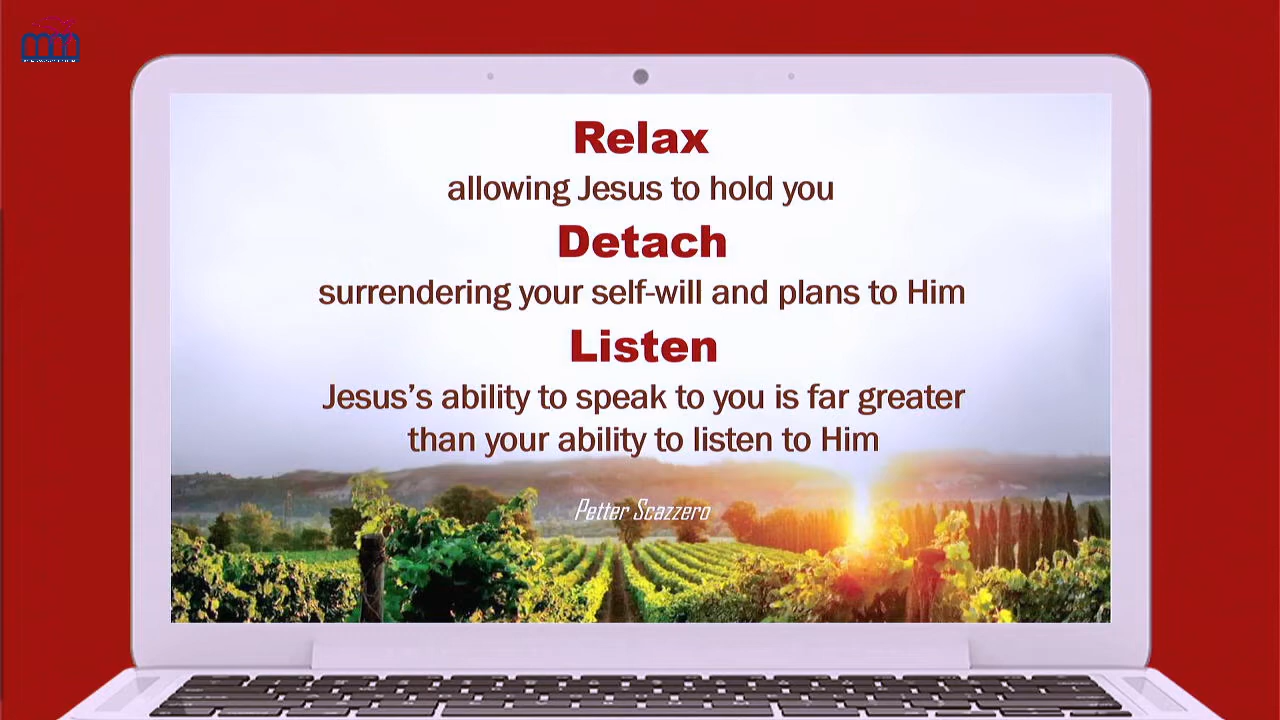 Relax
allowing Jesus to hold you
Detach
surrendering your self-will and plans to Him
Listen
Jesus’s ability to speak to you is far greater
than your ability to listen to Him
Petter Scazzero